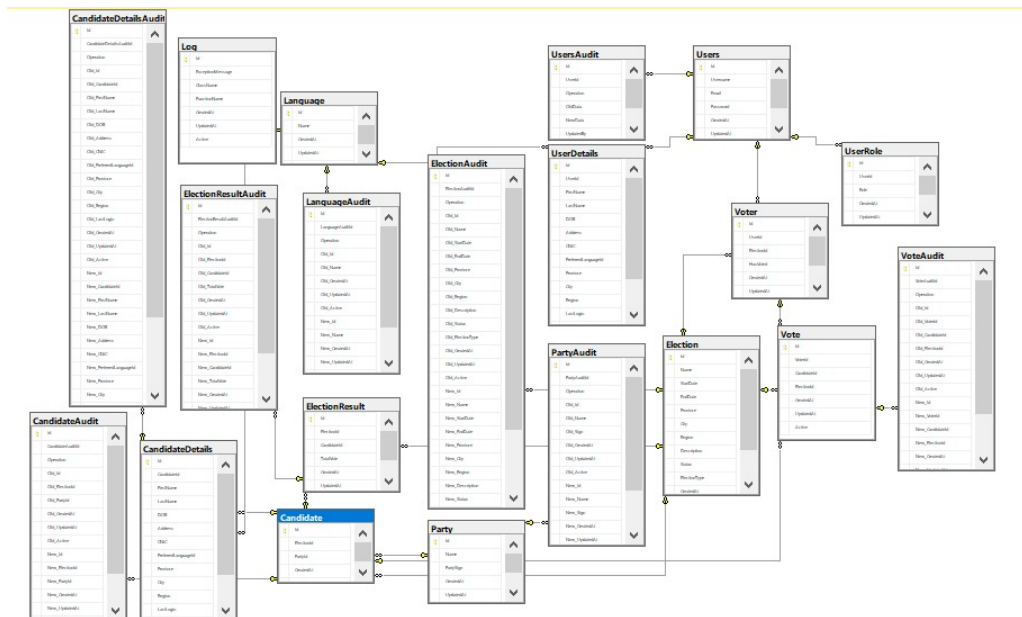 CandidateDetailsAudit
Id
CandidateDetailsAuditId
Operation
Old_Id
Old_CandidateId
Old_FirstName
Old_LastName
Old_DOB
Old_Address
Old_CNIC
Old_PreferredLanguageId
Old_Province
Old_City
Old_Region
Old_LastLogin
Old_CreatedAt
Old_UpdatedAt
Old_Active
New_Id
New_CandidateId
New_FirstName
New_LastName
New_DOB
New_Address
New_CNIC
New_PreferredLanguageId
New_Province
New_City
Log
Id
ExceptionMessage
ClassName
FunctionName
CreatedAt
UpdatedAt
Active
Language
Id
Name
CreatedAt
UpdatedAt
UsersAudit
Id
UserId
Operation
OldData
NewData
UpdatedBy
Users
Id
Username
Email
Password
CreatedAt
UpdatedAt
ElectionAudit
Id
ElectionAuditId
Operation
Old_Id
Old_Name
Old_StartDate
Old_EndDate
Old_Province
Old_City
Old_Region
Old_Description
Old_Status
Old_ElectionType
Old_CreatedAt
Old_UpdatedAt
Old_Active
New_Id
New_Name
New_StartDate
New_EndDate
New_Province
New_City
New_Region
New_Description
New_Status
UserDetails
Id
UserId
FirstName
LastName
DOB
Address
CNIC
PreferredLanguageId
Province
City
Region
LastLogin
UserRole
Id
UserId
Role
CreatedAt
UpdatedAt
ElectionResultAudit
Id
ElectionResultAuditId
Operation
Old_Id
Old_ElectionId
Old_CandidateId
Old_TotalVote
Old_CreatedAt
Old_UpdatedAt
Old_Active
New_Id
New_ElectionId
New_CandidateId
New_TotalVote
New_CreatedAt
New_UpdatedAt
LanguageAudit
Id
LanguageAuditId
Operation
Old_Id
Old_Name
Old_CreatedAt
Old_UpdatedAt
Old_Active
New_Id
New_Name
New_CreatedAt
New_UpdatedAt
Voter
Id
UserId
ElectionId
HasVoted
CreatedAt
UpdatedAt
VoteAudit
Id
VoteAuditId
Operation
Old_Id
Old_VoterId
Old_CandidateId
Old_ElectionId
Old_CreatedAt
Old_UpdatedAt
Old_Active
New_Id
New_VoterId
New_CandidateId
New_ElectionId
New_CreatedAt
New_UpdatedAt
Vote
Id
VoterId
CandidateId
ElectionId
CreatedAt
UpdatedAt
Active
Election
Id
Name
StartDate
EndDate
Province
City
Region
Description
Status
ElectionType
CreatedAt
PartyAudit
Id
PartyAuditId
Operation
Old_Id
Old_Name
Old_Sign
Old_CreatedAt
Old_UpdatedAt
Old_Active
New_Id
New_Name
New_Sign
New_CreatedAt
New_UpdatedAt
ElectionResult
Id
ElectionId
CandidateId
TotalVote
CreatedAt
UpdatedAt
CandidateAudit
Id
CandidateAuditId
Operation
Old_Id
Old_ElectionId
Old_PartyId
Old_CreatedAt
Old_UpdatedAt
Old_Active
New_Id
New_ElectionId
New_PartyId
New_CreatedAt
New_UpdatedAt
CandidateDetails
Id
CandidateId
FirstName
LastName
DOB
Address
CNIC
PreferredLanguageId
Province
City
Region
LastLogin
Candidate
Id
ElectionId
PartyId
CreatedAt
Party
Id
Name
PartySign
CreatedAt
UpdatedAt